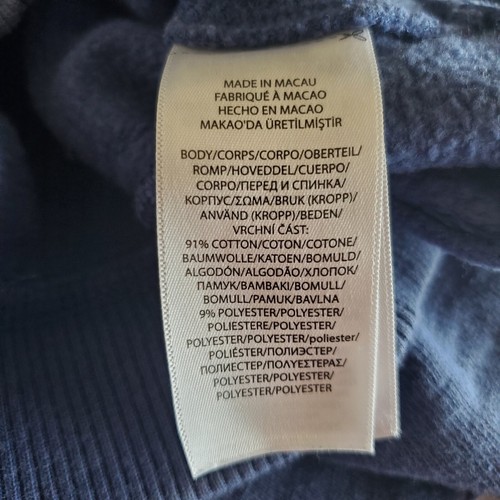 MADE IN MACAU
FABRIQUÉ À MACAO
HECHO EN MACAO
MAKAO'DA ÜRETİLMİŞTİR
BODY/CORPS/CORPO/OBERTEIL/
ROMP/HOVEDDEL/CUERPO/
CORPO/ПЕРЕД И СПИНКА/
КОРПУС/ΣΩΜΑ/BRUK (KROPP)/
ANVÄND (KROPP)/BEDEN/
VRCHNÍ ČÁST:
91% COTTON/COTON/COTONE/
BAUMWOLLE/KATOEN/BOMULD/
ALGODÓN/ALGODÃO/ХЛОПОК/
ПАМУК/ΒΑΜΒΑΚΙ/BOMULL/
BOMULL/PAMUK/BAVLNA
9% POLYESTER/POLYESTER/
POLIESTERE/POLYESTER/
POLYESTER/POLYESTER/poliester/
POLIÉSTER/ПОЛИЭСТЕР/
ПОЛИЕСТЕР/ΠΟΛΥΕΣΤΕΡΑΣ/
POLYESTER/POLYESTER/
POLYESTER/POLYESTER